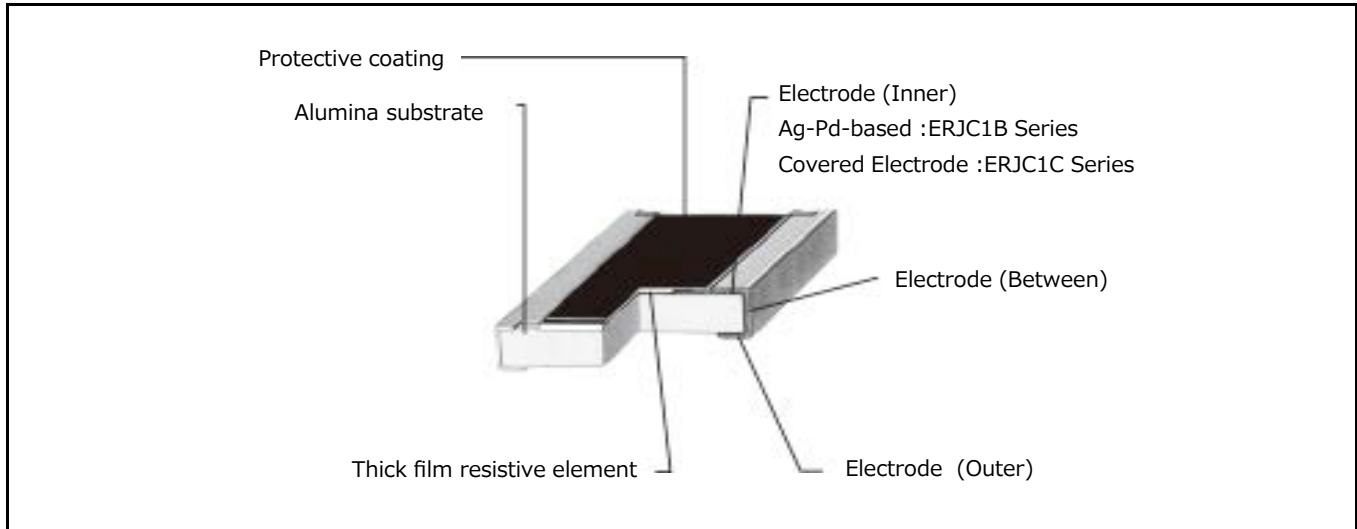 Protective coating
Alumina substrate
Electrode (Inner)
Ag-Pd-based :ERJC1B Series
Covered Electrode :ERJC1C Series
Electrode (Between)
Thick film resistive element
Electrode (Outer)